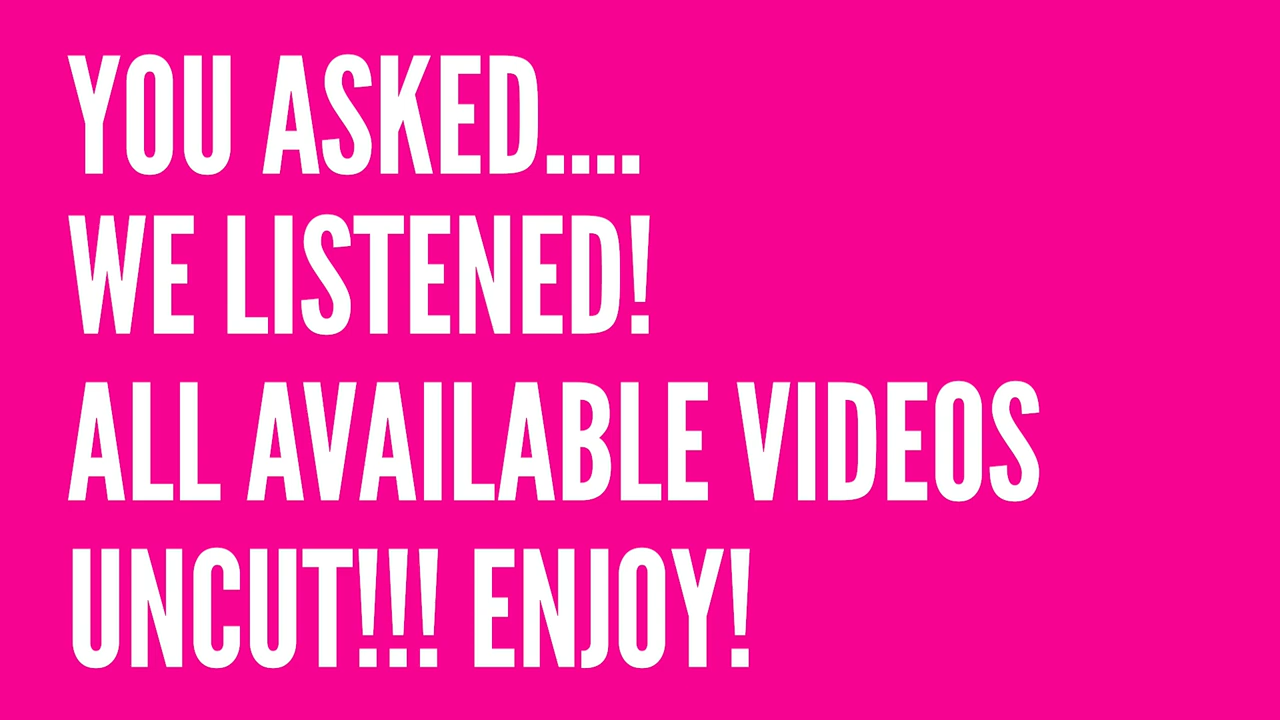 YOU ASKED....
WE LISTENED!
ALL AVAILABLE VIDEOS
UNCUT!!! ENJOY!